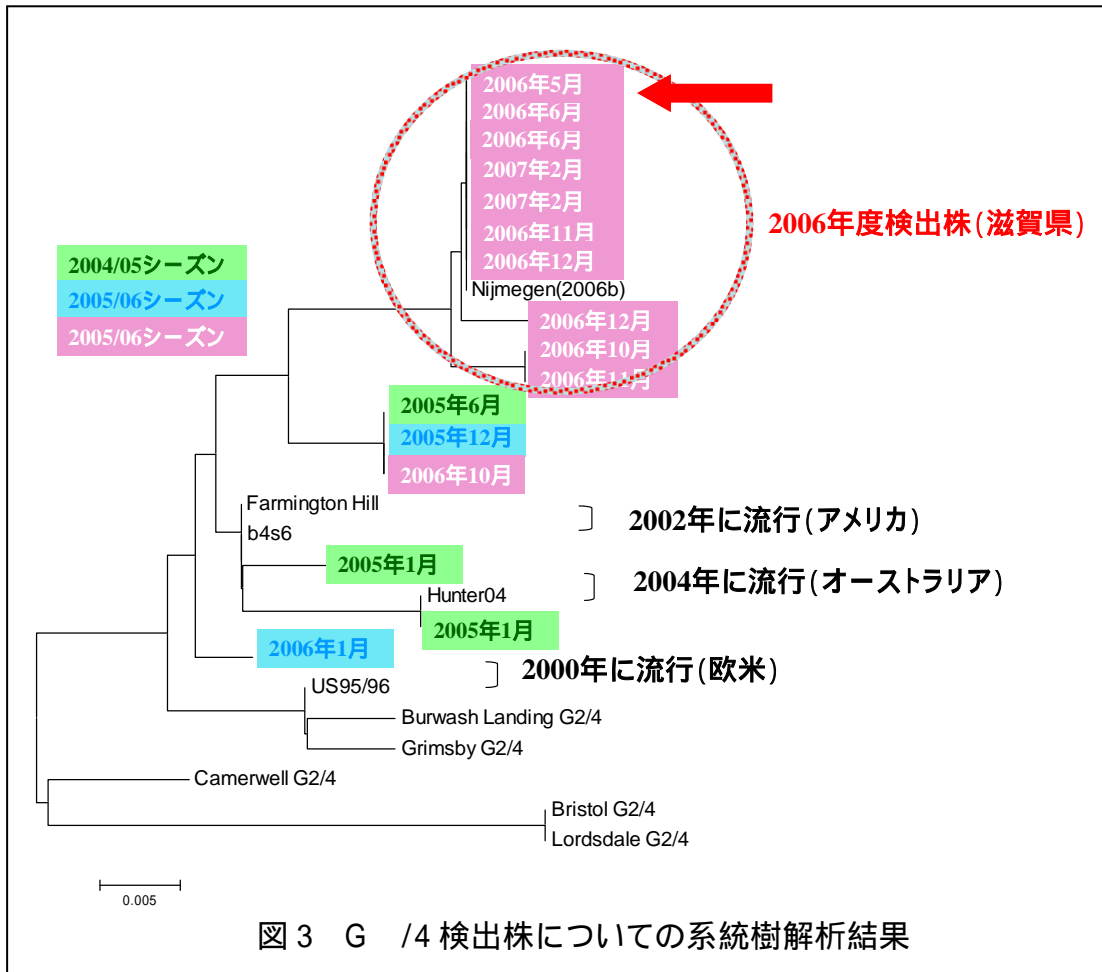 2006年5月
2006年6月
2006年6月
2007年2月
2007年2月
2006年11月
2006年12月
Nijmegen(2006b)
2006年12月
2006年10月
2006年11月
2006年度検出株(滋賀県)
2004/05シーズン
2005/06シーズン
2005/06シーズン
2005年6月
2005年12月
2006年10月
Farmington Hill
b4s6
2002年に流行(アメリカ)
2005年1月
Hunter04
2004年に流行(オーストラリア)
2005年1月
2006年1月
2000年に流行(欧米)
US95/96
Burwash Landing G2/4
Grimsby G2/4
Camerwell G2/4
Bristol G2/4
Lordsdale G2/4
0.005
図3 G /4検出株についての系統樹解析結果